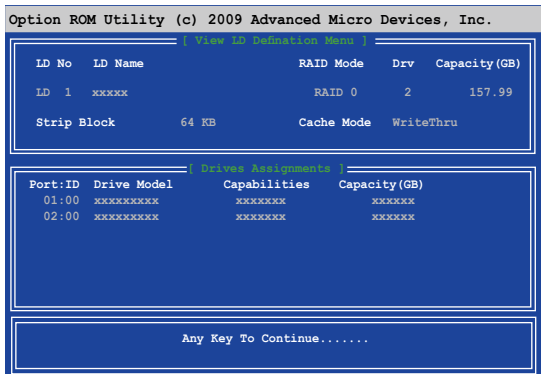 Option ROM Utility (c) 2009 Advanced Micro Devices, Inc.
[ View LD Defination Menu ]
LD No LD Name RAID Mode Drv Capacity(GB)
LD 1 xxxxx RAID 0 2 157.99
Strip Block 64 KB Cache Mode WriteThru
[ Drives Assignments ]
Port:ID Drive Model Capabilities Capacity(GB)
01:00 xxxxxxxxx xxxxxxx xxxxxx
02:00 xxxxxxxxx xxxxxxx xxxxxx
Any Key To Continue.......